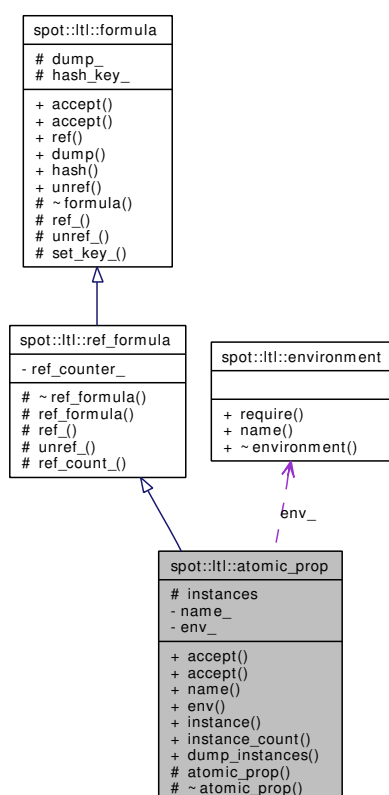 spot::ltl::formula
# dump_
# hash_key_
+ accept()
+ accept()
+ ref()
+ dump()
+ hash()
+ unref()
# ~formula()
# ref_()
# unref_()
# set_key_()
spot::ltl::ref_formula
- ref_counter_
# ~ref_formula()
# ref_formula()
# ref_()
# unref_()
# ref_count_()
spot::ltl::environment
+ require()
+ name()
+ ~environment()
env_
spot::ltl::atomic_prop
# instances
- name_
- env_
+ accept()
+ accept()
+ name()
+ env()
+ instance()
+ instance_count()
+ dump_instances()
# atomic_prop()
# ~atomic_prop()